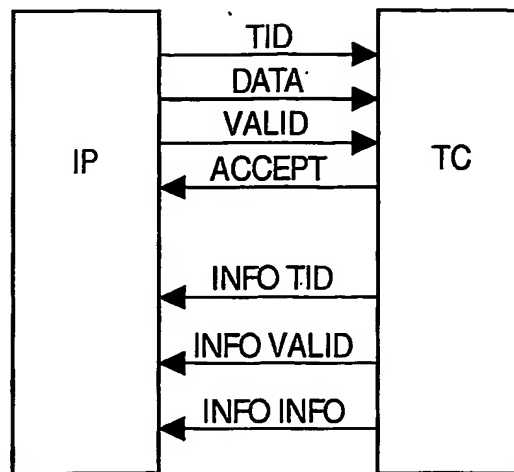 TID
DATA
VALID
IP
TC
ACCEPT
INFO TID
INFO VALID
INFO INFO